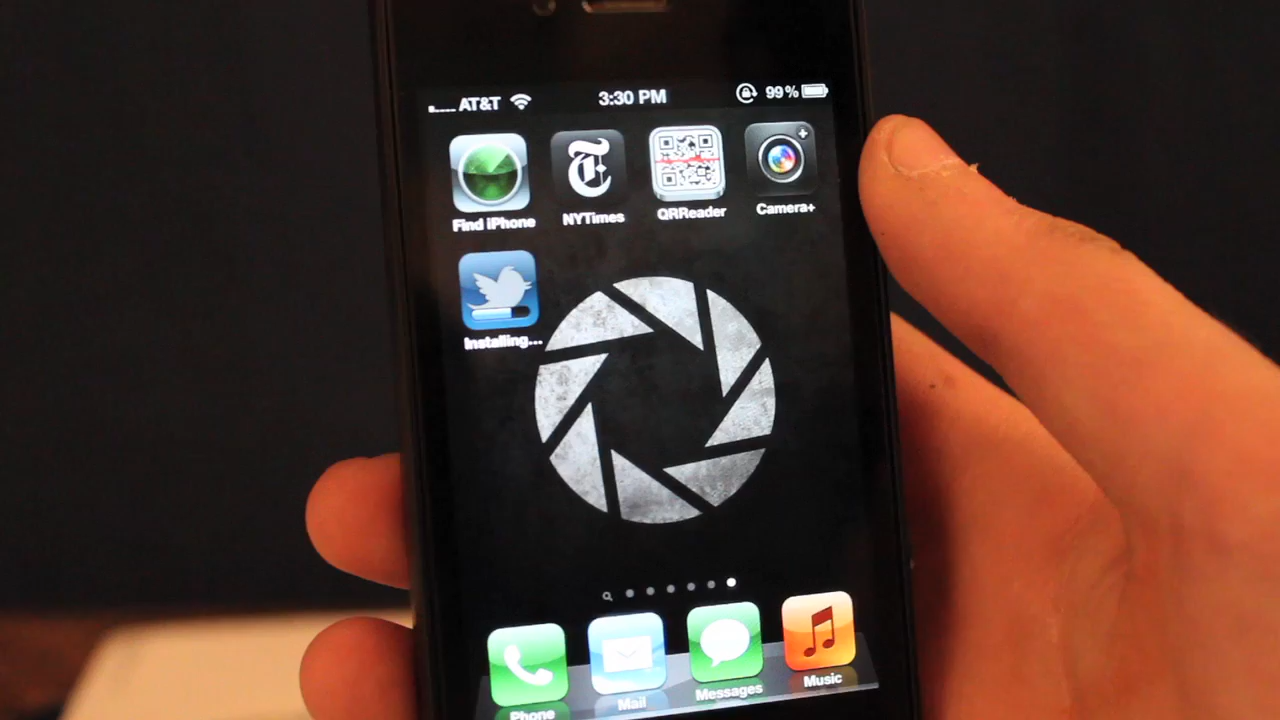 AT&T 3:30 PM 99%
Find iPhone NYTimes QRReader Camera+
Installing...
Phone Mail Messages Music